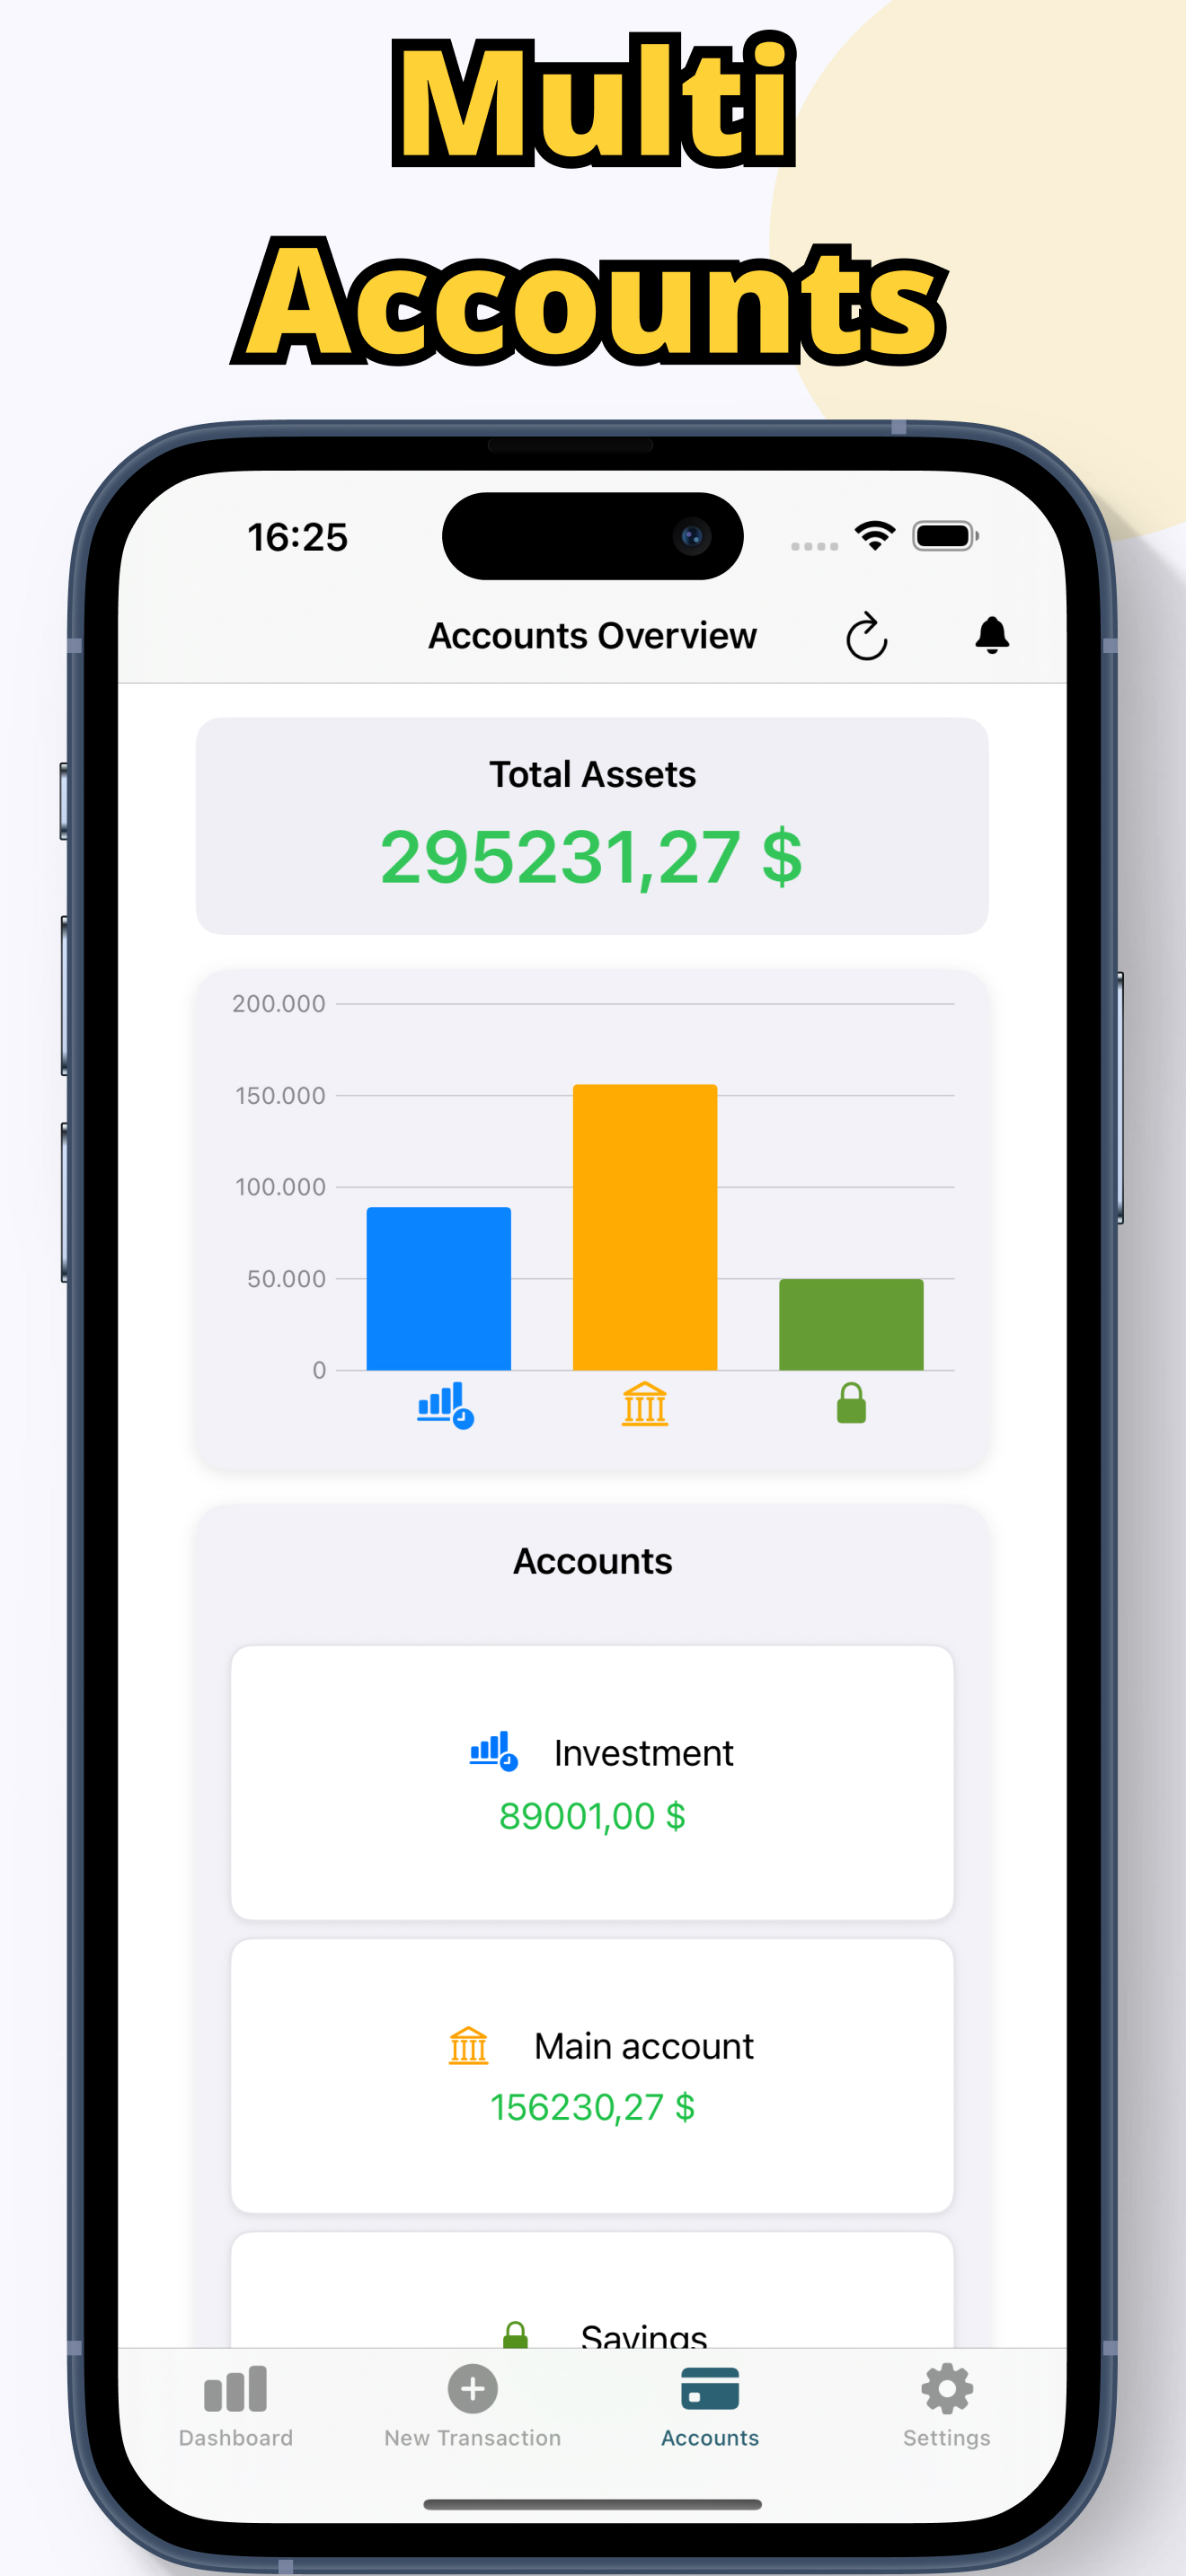 Multi
Accounts
16:25
Accounts Overview
Total Assets
295231,27 $
200.000
150.000
100.000
50.000
0
Accounts
Investment
89001,00 $
Main account
156230,27 $
Savings
Dashboard
New Transaction
Accounts
Settings